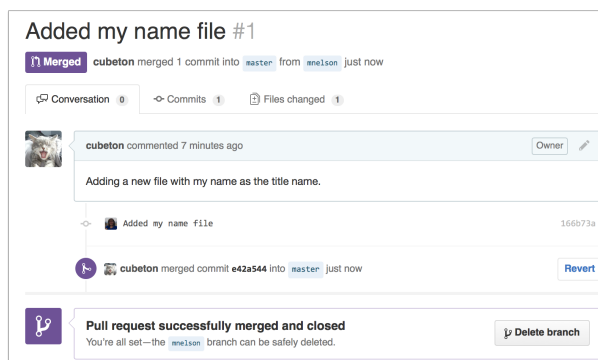 Added my name file #1
Merged cubeton merged 1 commit into master from mnelson just now
Conversation 0 Commits 1 Files changed 1
cubeton commented 7 minutes ago Owner
Adding a new file with my name as the title name.
Added my name file 166b73a
cubeton merged commit e42a544 into master just now Revert
Pull request successfully merged and closed
You're all set—the mnelson branch can be safely deleted.
Delete branch